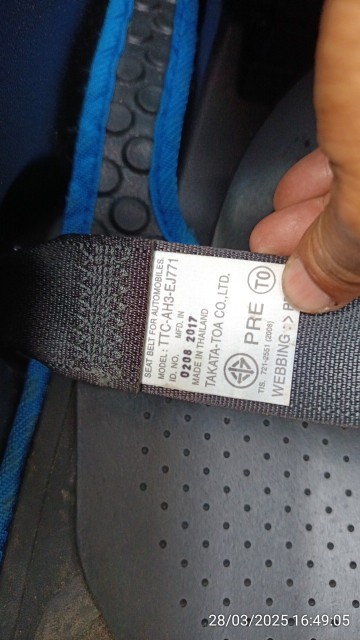 SEAT BELT FOR AUTOMOBILES.
MODEL: TTC-AH3-EJ771
ID. NO. MFD. IN
0208 2017
MADE IN THAILAND
TAKATA-TOA CO.,LTD.
PRE TO
TIS. 721-2551 (2008)
WEBBING :> P
28/03/2025 16:49:05